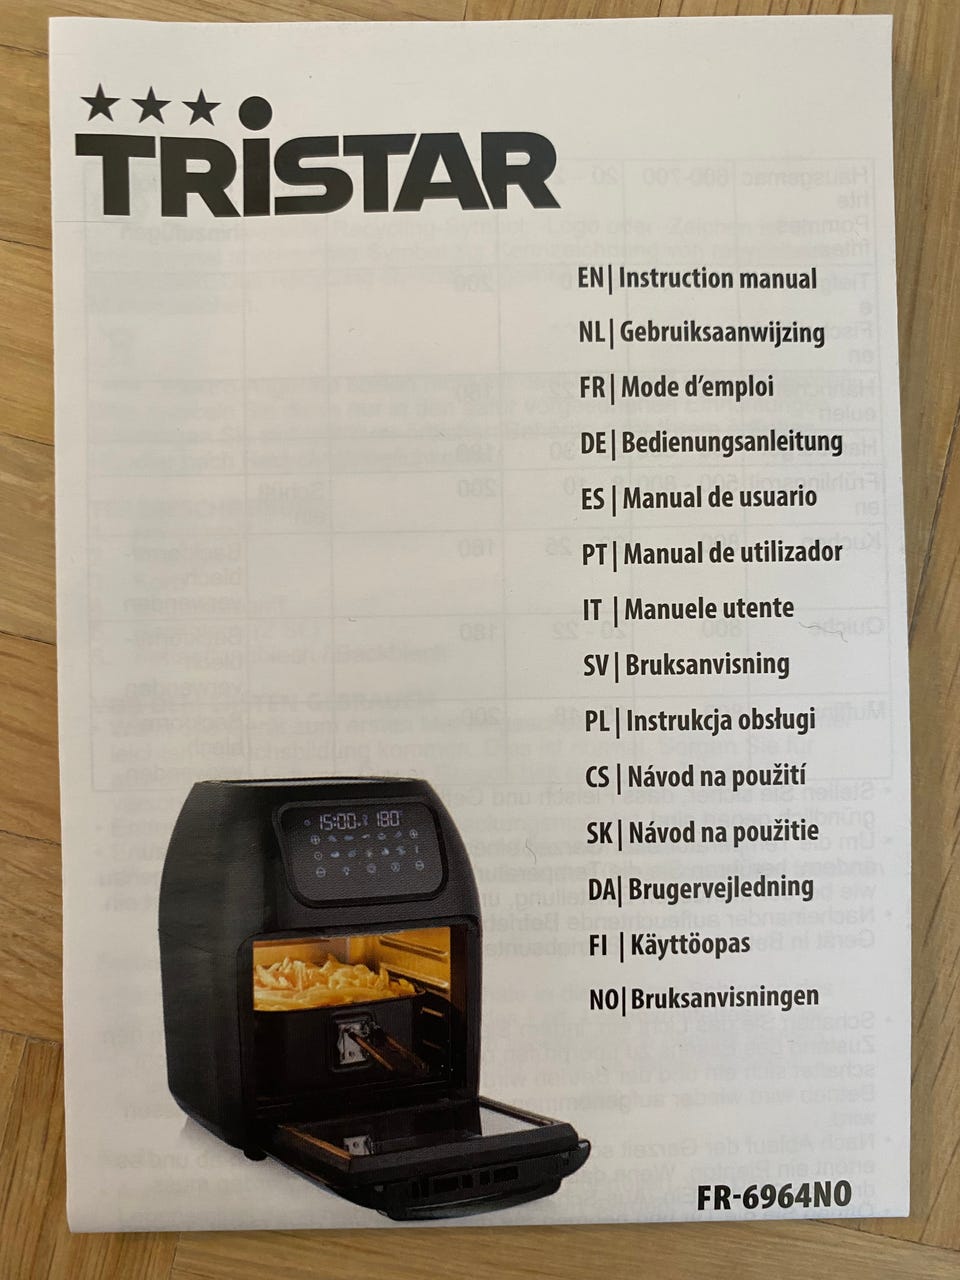 TRiSTAR
EN| Instruction manual
NL| Gebruiksaanwijzing
FR| Mode d'emploi
DE| Bedienungsanleitung
ES| Manual de usuario
PT| Manual de utilizador
IT | Manuele utente
SV| Bruksanvisning
PL| Instrukcja obsługi
CS | Návod na použití
SK | Návod na použitie
DA| Brugervejledning
FI | Käyttöopas
NO| Bruksanvisningen
15:00 180°
FR-6964NO